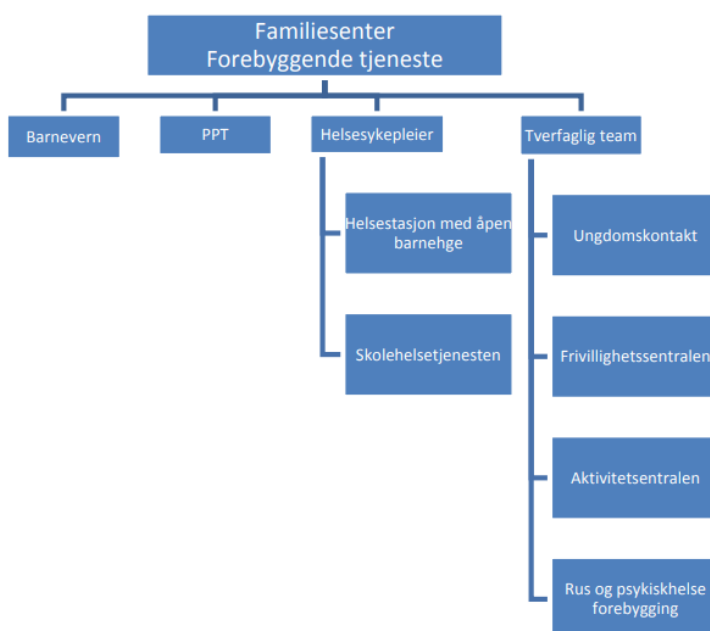 Familiesenter
Forebyggende tjeneste
Barnevern
PPT
Helsesykepleier
Tverfaglig team
Helsestasjon med åpen
barnehge
Skolehelsetjenesten
Ungdomskontakt
Frivillighetssentralen
Aktivitetsentralen
Rus og psykiskhelse
forebygging